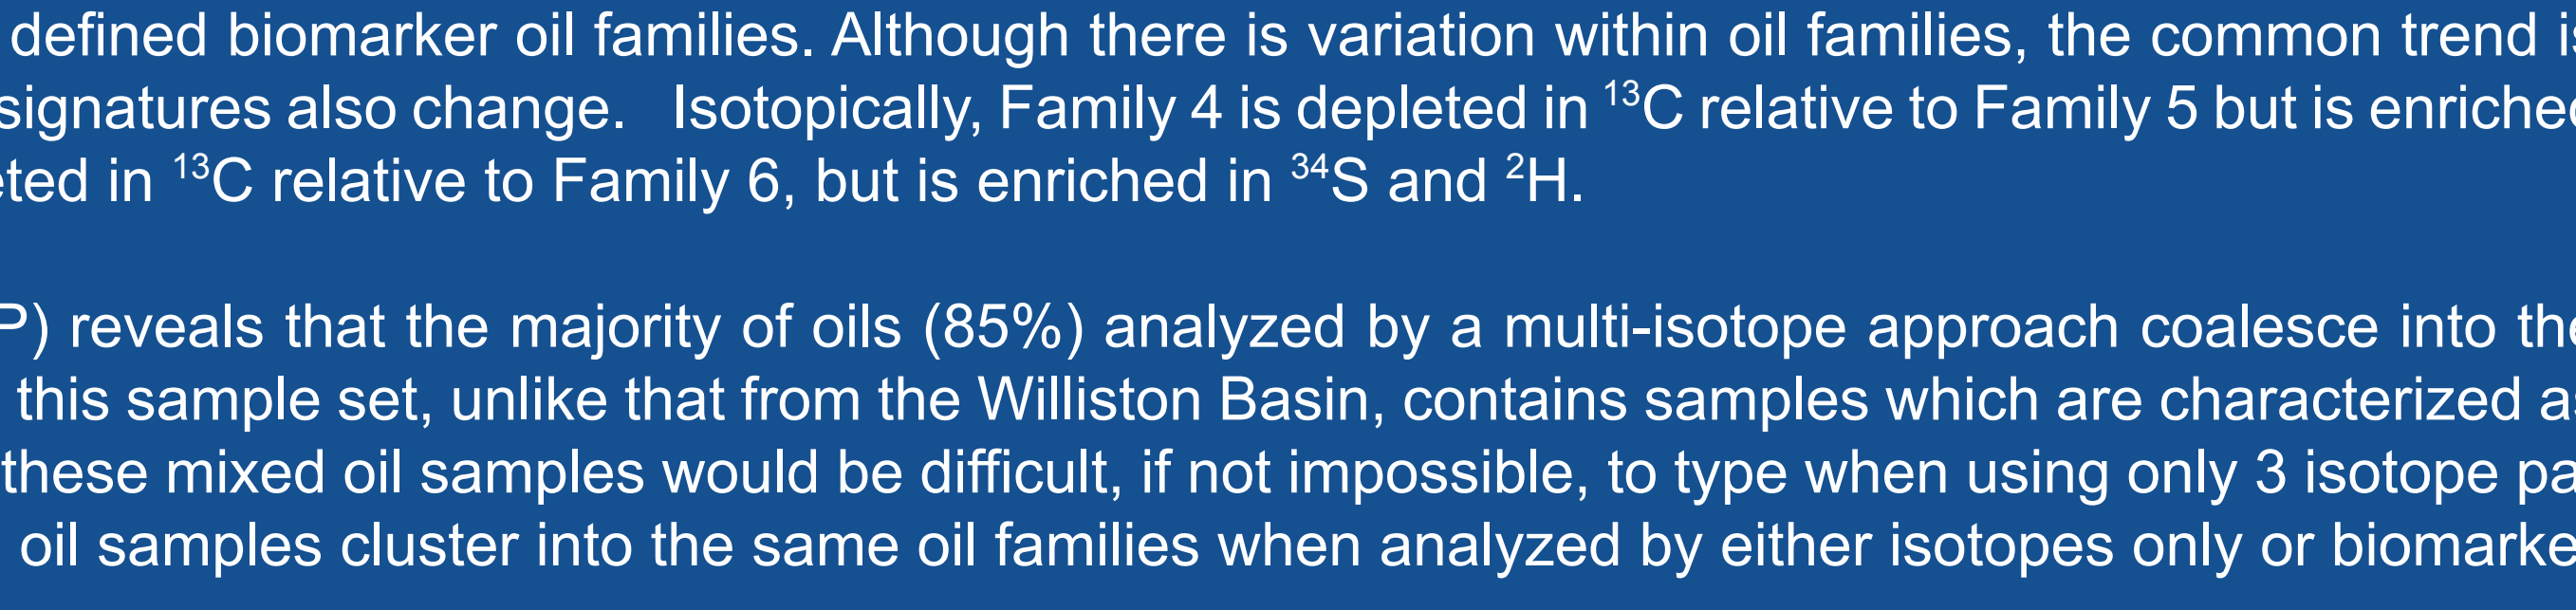 defined biomarker oil families. Although there is variation within oil families, the common trend is
signatures also change.   Isotopically, Family 4 is depleted in ¹³C relative to Family 5 but is enriched
eted in ¹³C relative to Family 6, but is enriched in ³⁴S and ²H.
P) reveals that the majority of oils (85%) analyzed by a multi-isotope approach coalesce into the
this sample set, unlike that from the Williston Basin, contains samples which are characterized as
these mixed oil samples would be difficult, if not impossible, to type when using only 3 isotope pa
oil samples cluster into the same oil families when analyzed by either isotopes only or biomarke